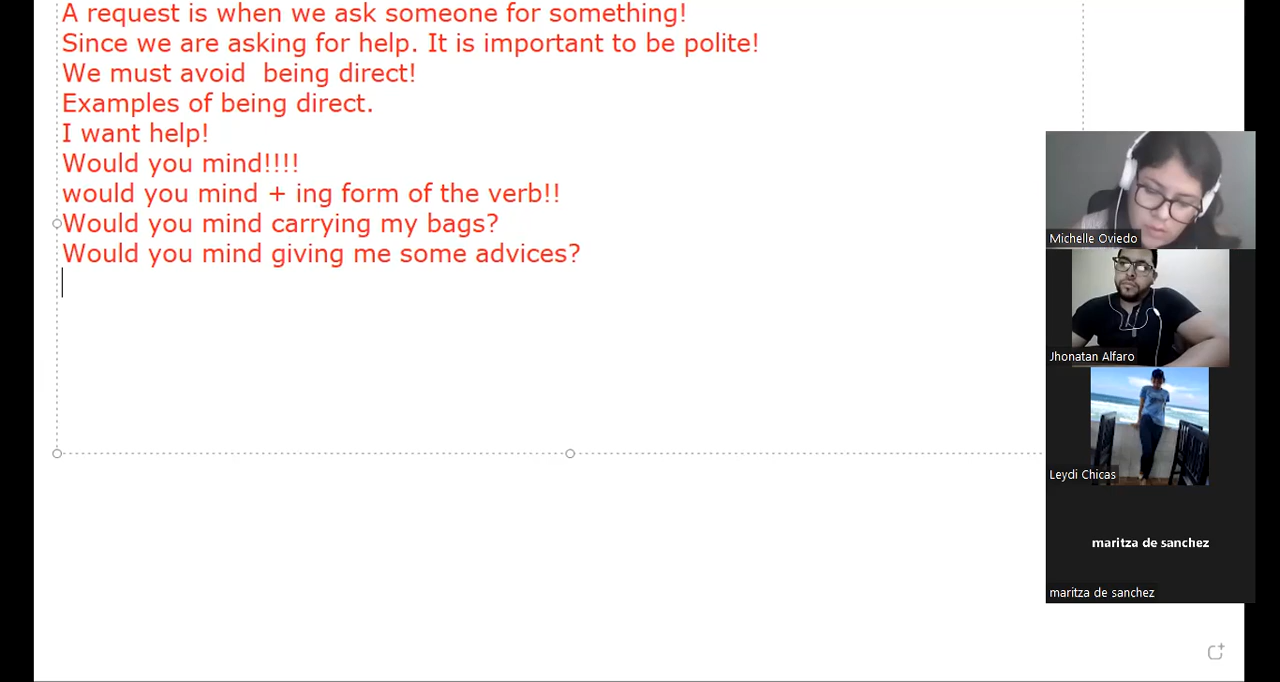 A request is when we ask someone for something!
Since we are asking for help. It is important to be polite!
We must avoid  being direct!
Examples of being direct.
I want help!
Would you mind!!!!
would you mind + ing form of the verb!!
Would you mind carrying my bags?
Would you mind giving me some advices?
Michelle Oviedo
Jhonatan Alfaro
Leydi Chicas
maritza de sanchez
maritza de sanchez